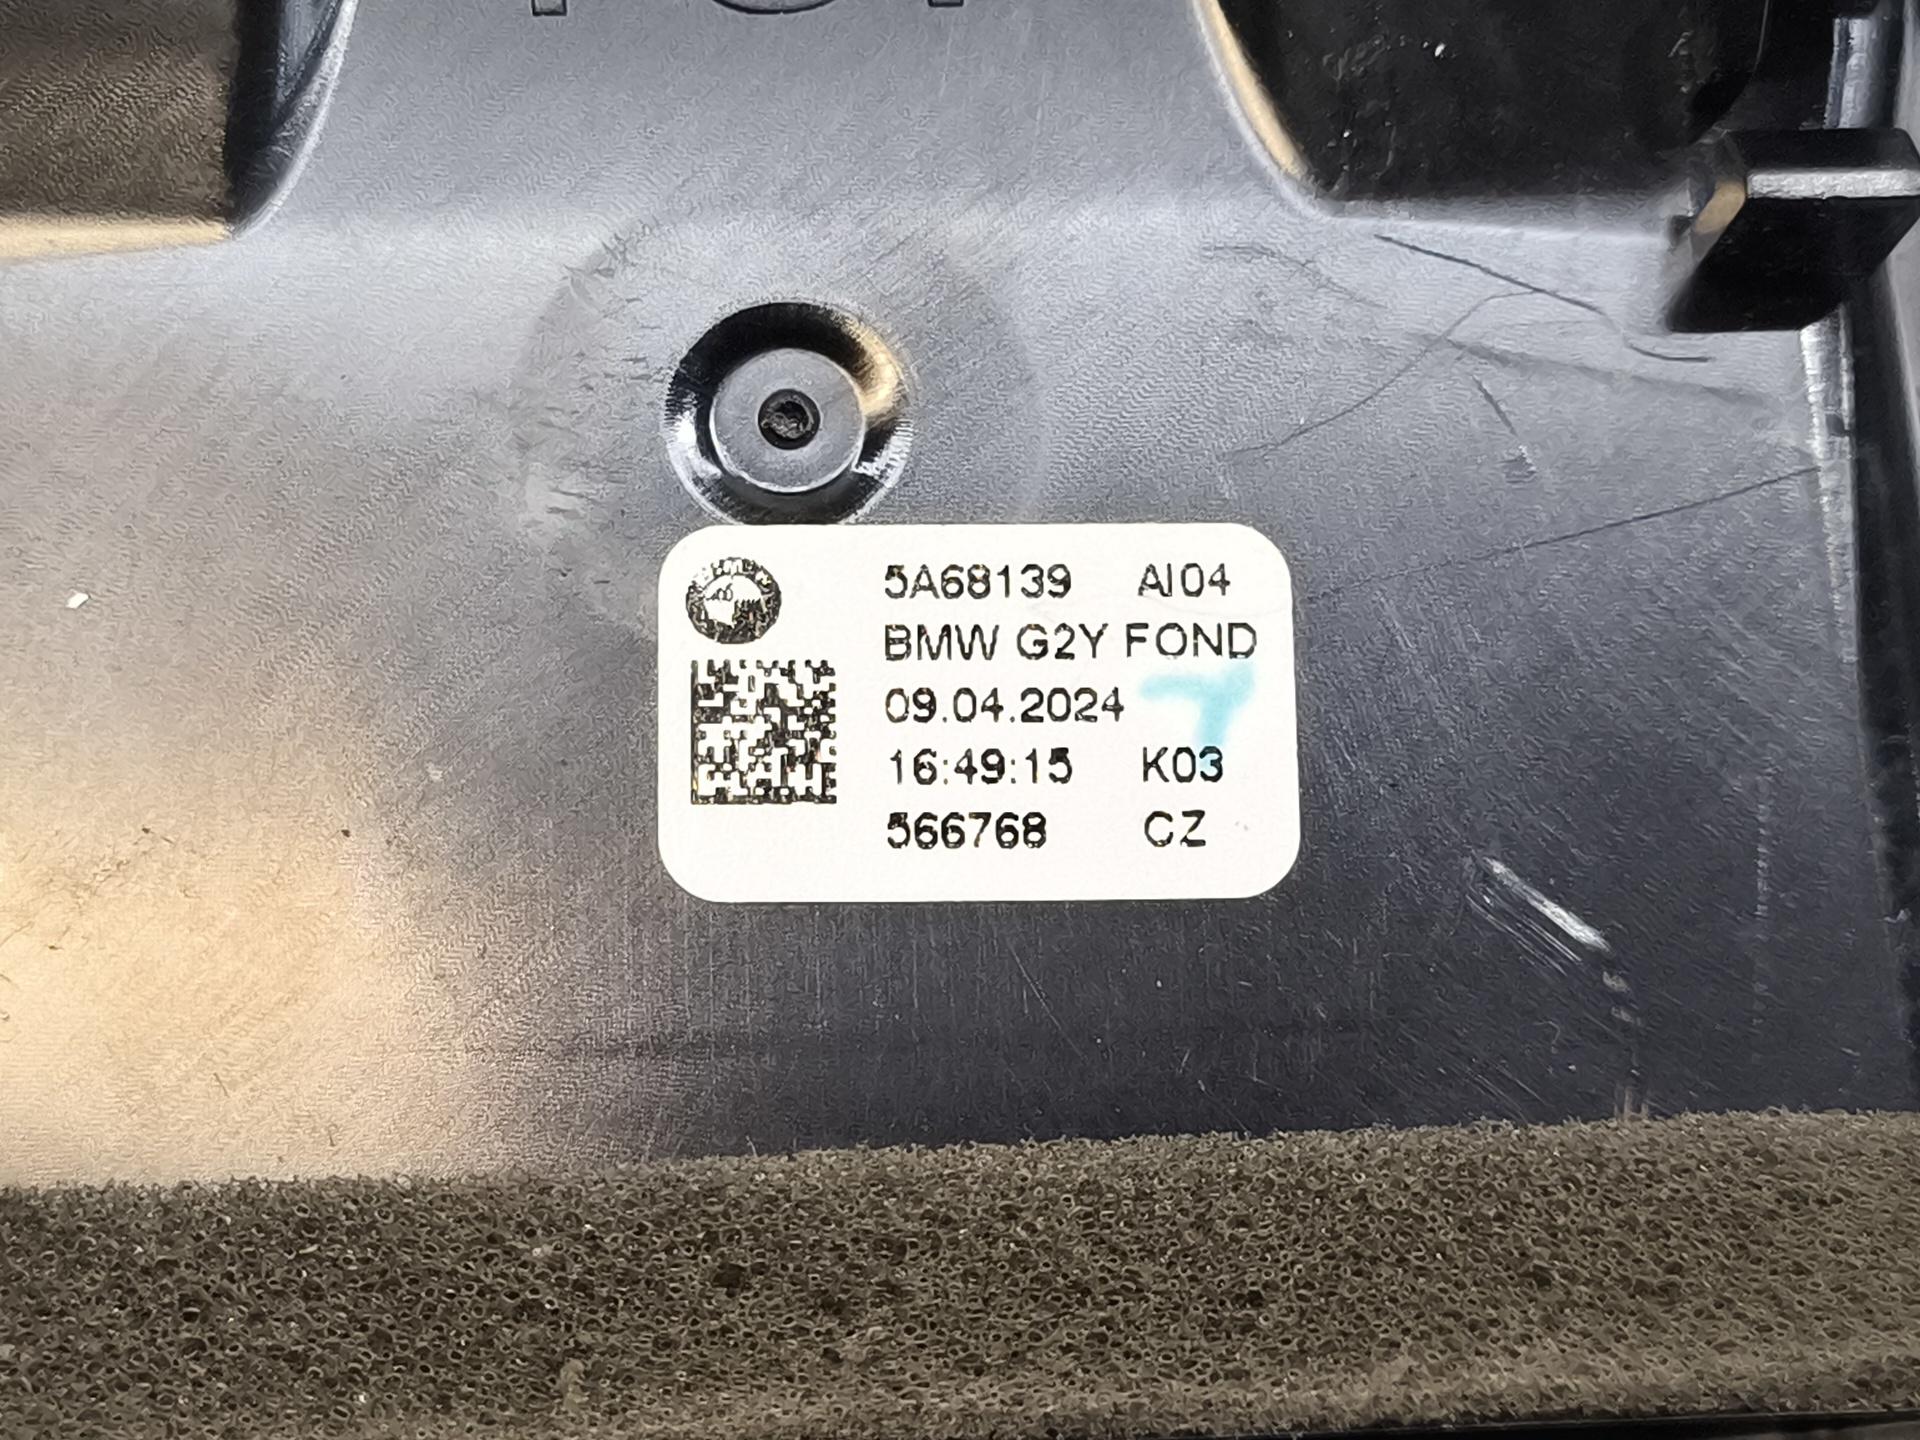 5A68139 AI04
BMW G2Y FOND
09.04.2024
16:49:15 K03
566768 CZ